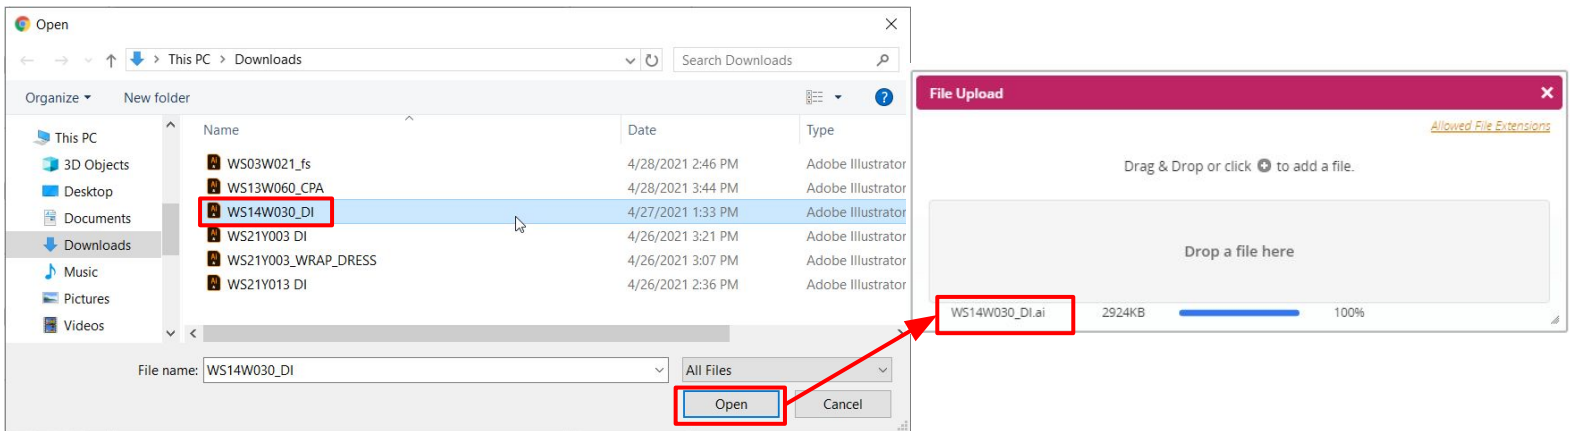 Open
This PC > Downloads
Search Downloads
Organize
New folder
?
This PC
3D Objects
Desktop
Documents
Downloads
Music
Pictures
Videos
Name Date Type
WS03W021_fs 4/28/2021 2:46 PM Adobe Illustrator
WS13W060_CPA 4/28/2021 3:44 PM Adobe Illustrator
WS14W030_DI 4/27/2021 1:33 PM Adobe Illustrator
WS21Y003 DI 4/26/2021 3:21 PM Adobe Illustrator
WS21Y003_WRAP_DRESS 4/26/2021 3:07 PM Adobe Illustrator
WS21Y013 DI 4/26/2021 2:36 PM Adobe Illustrator
File name: WS14W030_DI
All Files
Open Cancel
File Upload
Allowed File Extensions
Drag & Drop or click to add a file.
Drop a file here
WS14W030_DI.ai 2924KB 100%